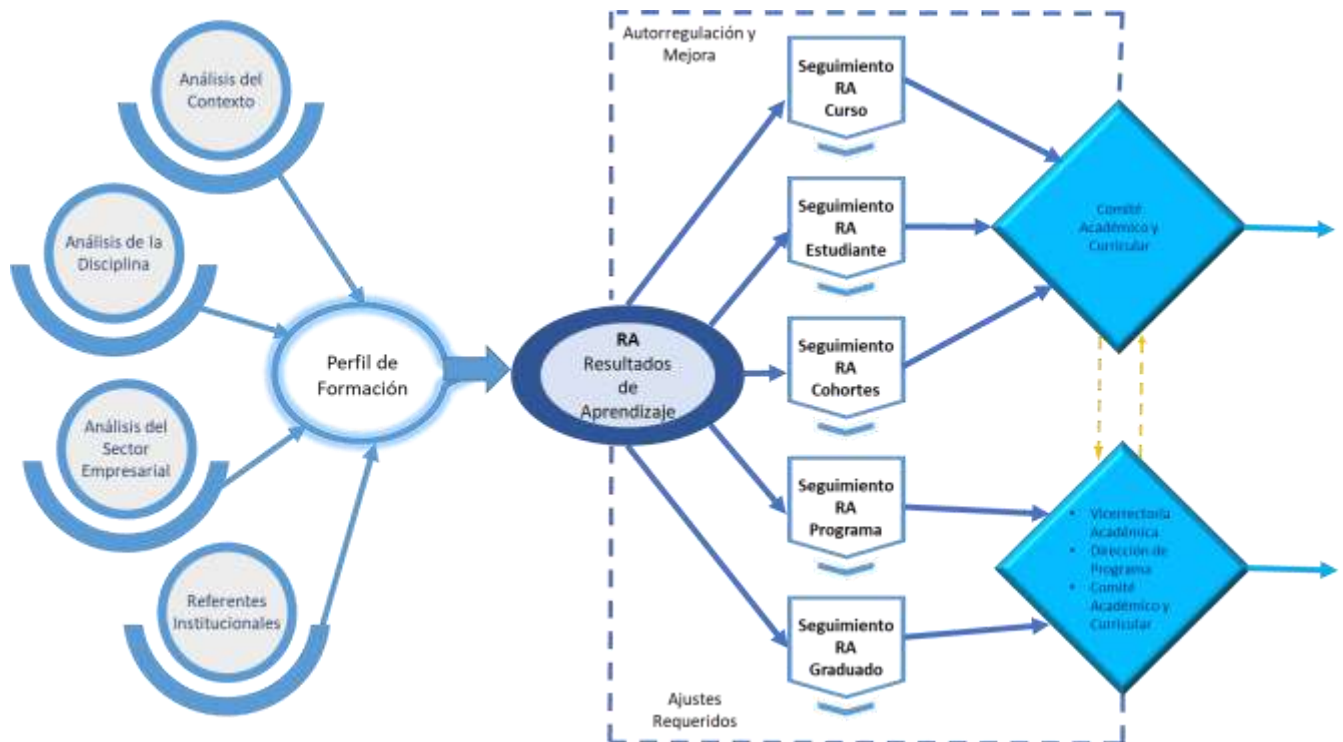 Análisis del
Contexto
Análisis de la
Disciplina
Análisis del
Sector
Empresarial
Referentes
Institucionales
Perfil de
Formación
RA
Resultados
de
Aprendizaje
Autorregulación y
Mejora
Seguimiento
RA
Curso
Seguimiento
RA
Estudiante
Seguimiento
RA
Cohortes
Seguimiento
RA
Programa
Seguimiento
RA
Graduado
Ajustes
Requeridos
Comité
Académico y
Curricular
• Vicerrectoría
Académica
• Dirección de
Programa
• Comité
Académico y
Curricular